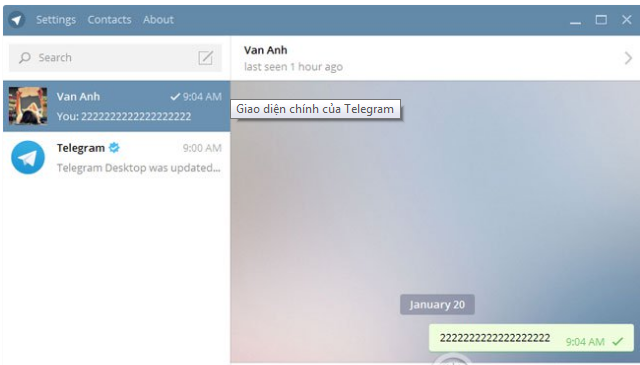 Settings Contacts About
Search
Van Anh
last seen 1 hour ago
Van Anh 9:04 AM
You: 2222222222222222222
Telegram 9:00 AM
Telegram Desktop was updated...
Giao diện chính của Telegram
January 20
2222222222222222222 9:04 AM